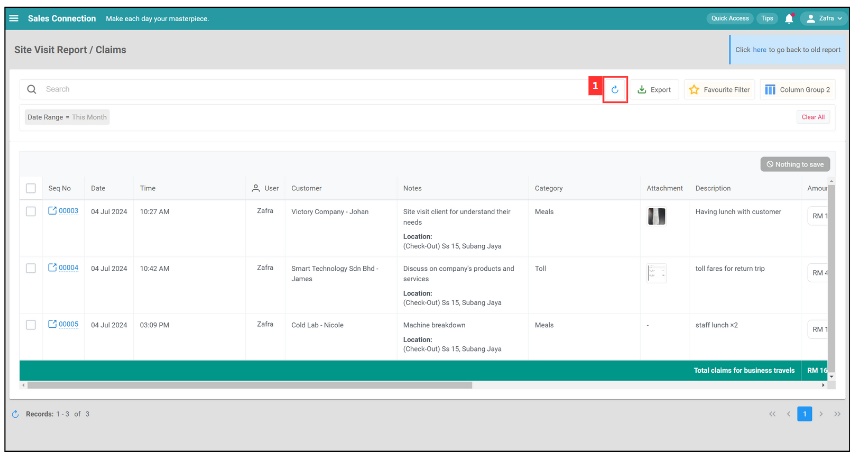 Sales Connection Make each day your masterpiece. Quick Access Tips Zafra
Site Visit Report / Claims
Click here to go back to old report
Search 1 Export Favourite Filter Column Group 2
Date Range = This Month Clear All
Nothing to save
Seq No Date Time User Customer Notes Category Attachment Description Amoun
00003 04 Jul 2024 10:27 AM Zafra Victory Company - Johan Site visit client for understand their Meals Having lunch with customer RM 1
needs
Location:
(Check-Out) Ss 15, Subang Jaya
00004 04 Jul 2024 10:42 AM Zafra Smart Technology Sdn Bhd - Discuss on company's products and Toll toll fares for return trip RM 4
James services
Location:
(Check-Out) Ss 15, Subang Jaya
00005 04 Jul 2024 03:09 PM Zafra Cold Lab - Nicole Machine breakdown Meals - staff lunch ×2 RM 1
Location:
(Check-Out) Ss 15, Subang Jaya
Total claims for business travels RM 16
Records: 1 - 3 of 3 << < 1 > >>